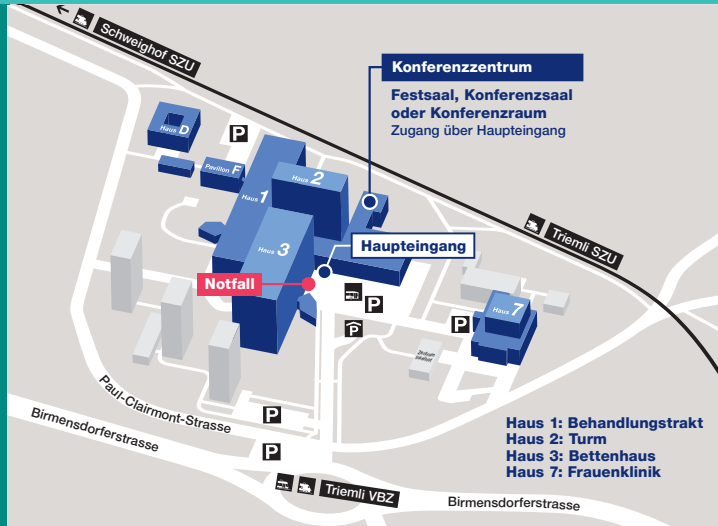 Schweighof SZU
Konferenzzentrum
Festsaal, Konferenzsaal
oder Konferenzraum
Zugang über Haupteingang
Haus D
P
Pavillon F
Haus 1
Haus 2
Haus 3
Haupteingang
Notfall
Triemli SZU
P
P
P
Haus 7
Paul-Clairmont-Strasse
Birmensdorferstrasse
P
P
Haus 1: Behandlungstrakt
Haus 2: Turm
Haus 3: Bettenhaus
Haus 7: Frauenklinik
Triemli VBZ
Birmensdorferstrasse